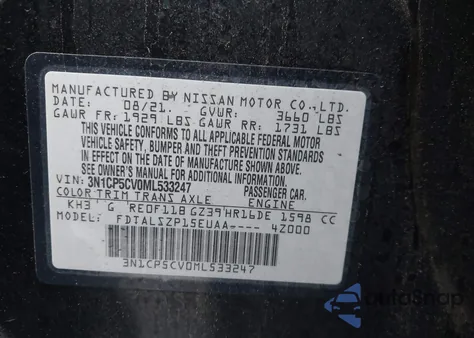 MANUFACTURED BY NISSAN MOTOR CO.,LTD.
DATE: 08/21. GVWR: 3660 LBS
GAWR FR: 1929 LBS GAWR RR: 1731 LBS
THIS VEHICLE CONFORMS TO ALL APPLICABLE FEDERAL MOTOR
VEHICLE SAFETY, BUMPER AND THEFT PREVENTION STANDARDS
IN EFFECT ON THE DATE OF MANUFACTURE SHOWN ABOVE.
SEE OWNER'S MANUAL FOR ADDITIONAL INFORMATION.
VIN: 3N1CP5CV0ML533247 PASSENGER CAR
COLOR TRIM TRANS AXLE ENGINE
KH3 G RE0F11B GZ39 HR16DE 1598 CC
MODEL: FDTALSZP15EUAA---- 4Z000
3N1CP5CV0ML533247
autoSnap